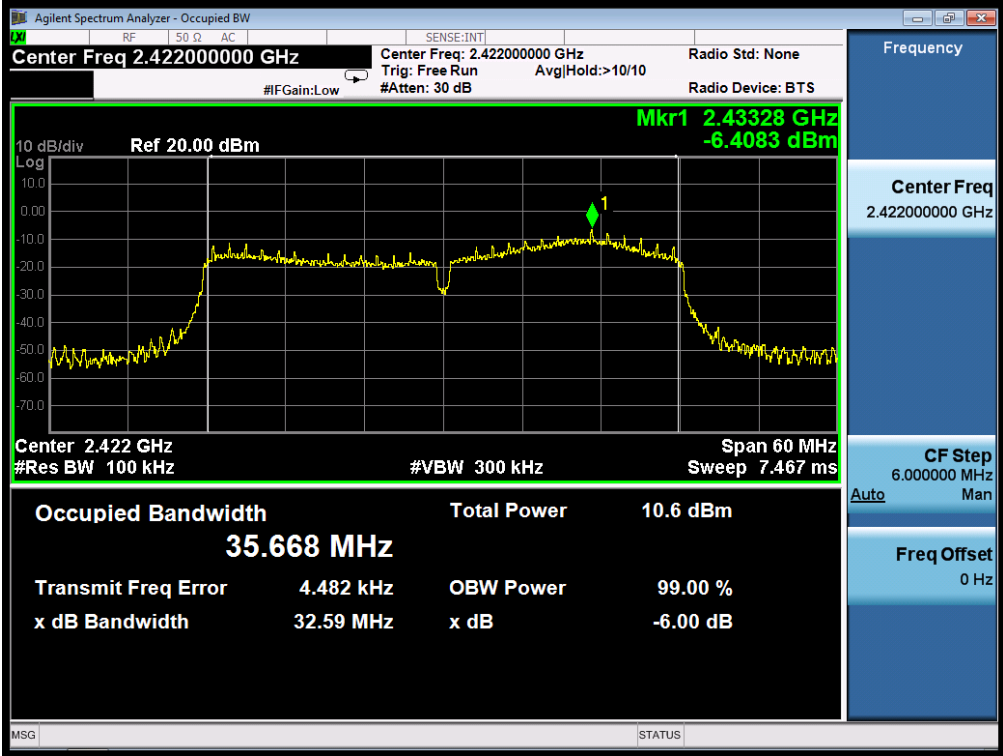 Agilent Spectrum Analyzer - Occupied BW
LXI RF 50 Ω AC SENSE:INT
Center Freq 2.422000000 GHz
Center Freq: 2.422000000 GHz Radio Std: None
Trig: Free Run Avg|Hold:>10/10
#IFGain:Low #Atten: 30 dB Radio Device: BTS
Mkr1 2.43328 GHz
-6.4083 dBm
10 dB/div Ref 20.00 dBm
Log
10.0
0.00
-10.0
-20.0
-30.0
-40.0
-50.0
-60.0
-70.0
1
Center 2.422 GHz Span 60 MHz
#Res BW 100 kHz #VBW 300 kHz Sweep 7.467 ms
Occupied Bandwidth Total Power 10.6 dBm
35.668 MHz
Transmit Freq Error 4.482 kHz OBW Power 99.00 %
x dB Bandwidth 32.59 MHz x dB -6.00 dB
Frequency
Center Freq
2.422000000 GHz
CF Step
6.000000 MHz
Auto Man
Freq Offset
0 Hz
MSG STATUS